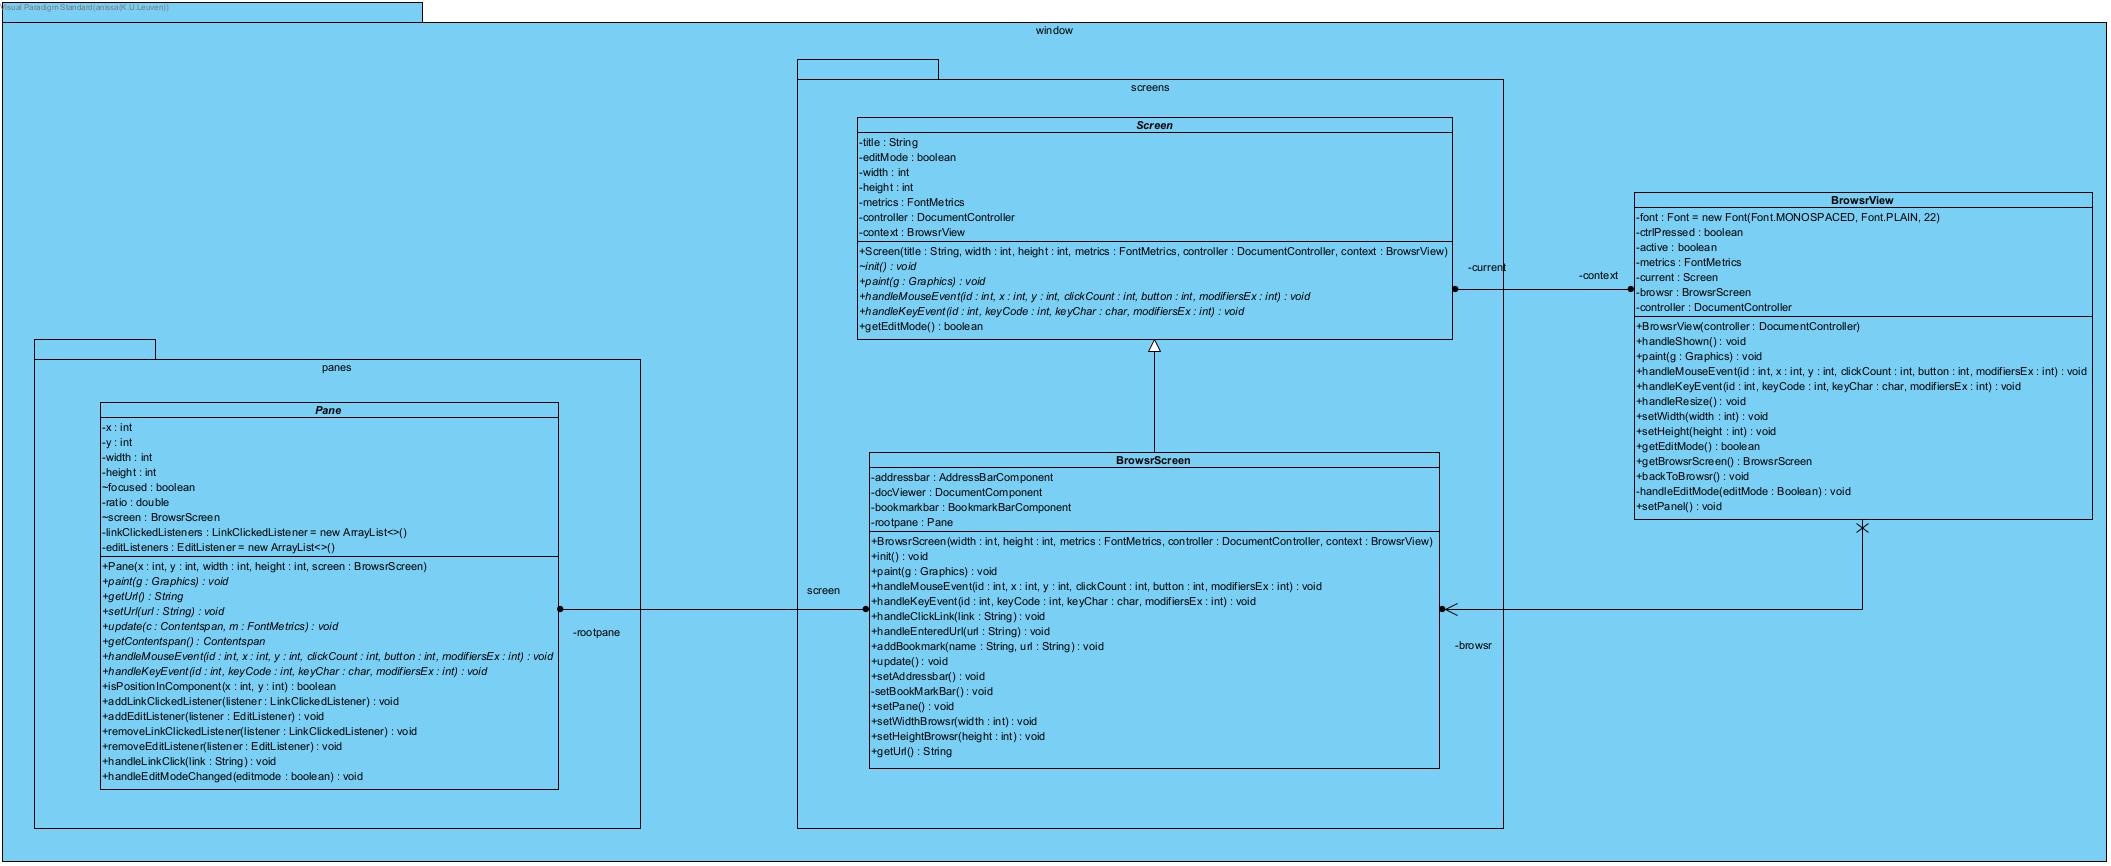 Visual Paradigm Standard(anissa(K.U.Leuven))
window
screens
Screen
-title : String
-editMode : boolean
-width : int
-height : int
-metrics : FontMetrics
-controller : DocumentController
-context : BrowsrView
+Screen(title : String, width : int, height : int, metrics : FontMetrics, controller : DocumentController, context : BrowsrView)
~init() : void
+paint(g : Graphics) : void
+handleMouseEvent(id : int, x : int, y : int, clickCount : int, button : int, modifiersEx : int) : void
+handleKeyEvent(id : int, keyCode : int, keyChar : char, modifiersEx : int) : void
+getEditMode() : boolean
-current
-context
BrowsrView
-font : Font = new Font(Font.MONOSPACED, Font.PLAIN, 22)
-ctrlPressed : boolean
-active : boolean
-metrics : FontMetrics
-current : Screen
-browsr : BrowsrScreen
-controller : DocumentController
+BrowsrView(controller : DocumentController)
+handleShown() : void
+paint(g : Graphics) : void
+handleMouseEvent(id : int, x : int, y : int, clickCount : int, button : int, modifiersEx : int) : void
+handleKeyEvent(id : int, keyCode : int, keyChar : char, modifiersEx : int) : void
+handleResize() : void
+setWidth(width : int) : void
+setHeight(height : int) : void
+getEditMode() : boolean
+getBrowsrScreen() : BrowsrScreen
+backToBrowsr() : void
-handleEditMode(editMode : Boolean) : void
+setPanel() : void
panes
Pane
-x : int
-y : int
-width : int
-height : int
~focused : boolean
-ratio : double
~screen : BrowsrScreen
-linkClickedListeners : LinkClickedListener = new ArrayList<>()
-editListeners : EditListener = new ArrayList<>()
+Pane(x : int, y : int, width : int, height : int, screen : BrowsrScreen)
+paint(g : Graphics) : void
+getUrl() : String
+setUrl(url : String) : void
+update(c : Contentspan, m : FontMetrics) : void
+getContentspan() : Contentspan
+handleMouseEvent(id : int, x : int, y : int, clickCount : int, button : int, modifiersEx : int) : void
+handleKeyEvent(id : int, keyCode : int, keyChar : char, modifiersEx : int) : void
+isPositionInComponent(x : int, y : int) : boolean
+addLinkClickedListener(listener : LinkClickedListener) : void
+addEditListener(listener : EditListener) : void
+removeLinkClickedListener(listener : LinkClickedListener) : void
+removeEditListener(listener : EditListener) : void
+handleLinkClick(link : String) : void
+handleEditModeChanged(editmode : boolean) : void
screen
-rootpane
BrowsrScreen
-addressbar : AddressBarComponent
-docViewer : DocumentComponent
-bookmarkbar : BookmarkBarComponent
-rootpane : Pane
+BrowsrScreen(width : int, height : int, metrics : FontMetrics, controller : DocumentController, context : BrowsrView)
+init() : void
+paint(g : Graphics) : void
+handleMouseEvent(id : int, x : int, y : int, clickCount : int, button : int, modifiersEx : int) : void
+handleKeyEvent(id : int, keyCode : int, keyChar : char, modifiersEx : int) : void
+handleClickLink(link : String) : void
+handleEnteredUrl(url : String) : void
+addBookmark(name : String, url : String) : void
+update() : void
+setAddressbar() : void
-setBookMarkBar() : void
+setPane() : void
+setWidthBrowsr(width : int) : void
+setHeightBrowsr(height : int) : void
+getUrl() : String
-browsr